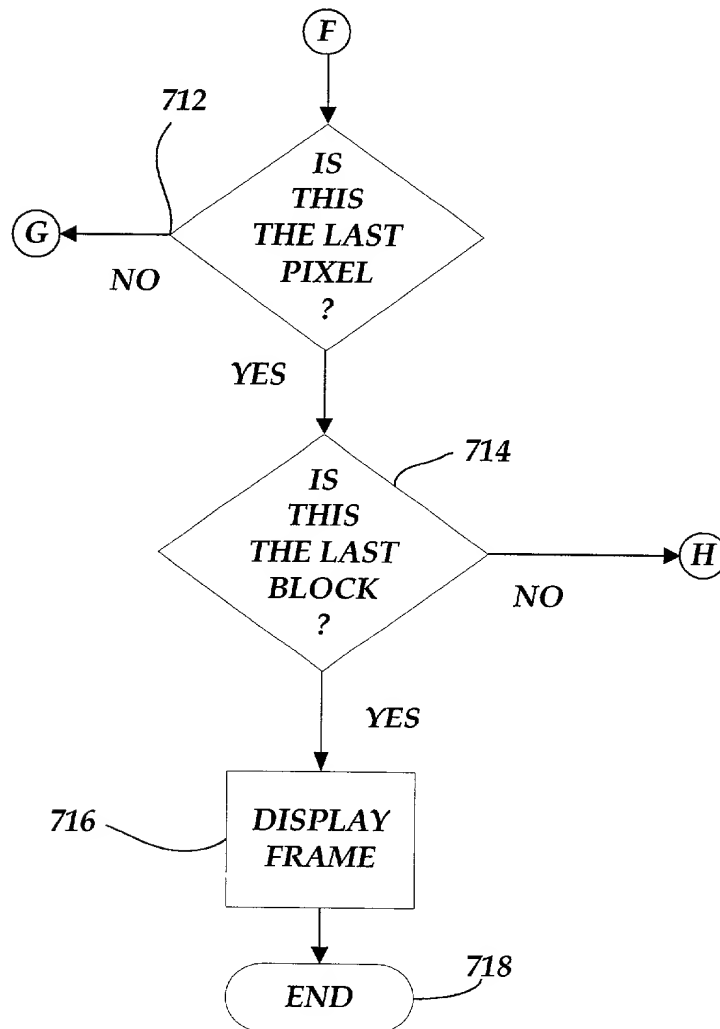 F
712
IS
THIS
THE LAST
PIXEL
?
G
NO
YES
714
IS
THIS
THE LAST
BLOCK
?
H
NO
YES
716
DISPLAY
FRAME
718
END